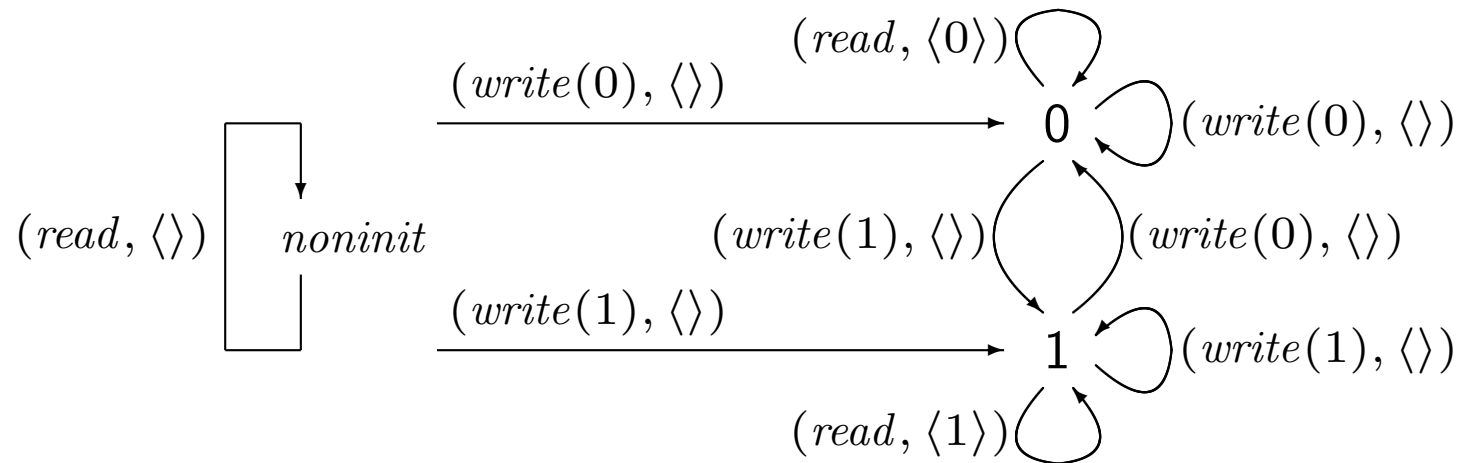 (read, ⟨0⟩)
(write(0), ⟨⟩)
0 (write(0), ⟨⟩)
(read, ⟨⟩) noninit (write(1), ⟨⟩) (write(0), ⟨⟩)
(write(1), ⟨⟩)
1 (write(1), ⟨⟩)
(read, ⟨1⟩)